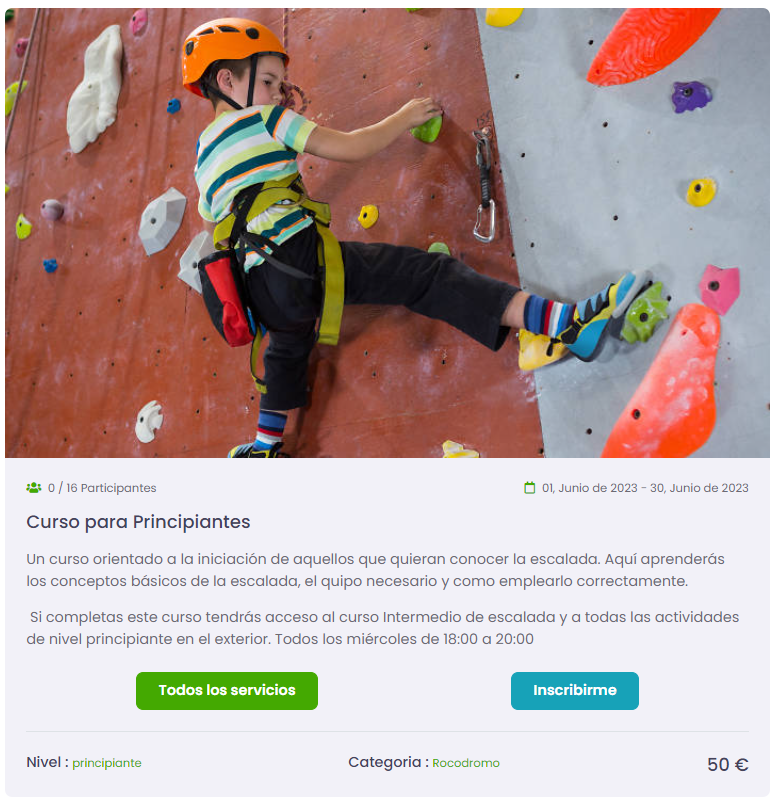 0 / 16 Participantes
01, Junio de 2023 - 30, Junio de 2023
Curso para Principiantes
Un curso orientado a la iniciación de aquellos que quieran conocer la escalada. Aquí aprenderás
los conceptos básicos de la escalada, el quipo necesario y como emplearlo correctamente.
Si completas este curso tendrás acceso al curso Intermedio de escalada y a todas las actividades
de nivel principiante en el exterior. Todos los miércoles de 18:00 a 20:00
Todos los servicios
Inscribirme
Nivel : principiante
Categoria : Rocodromo
50 €